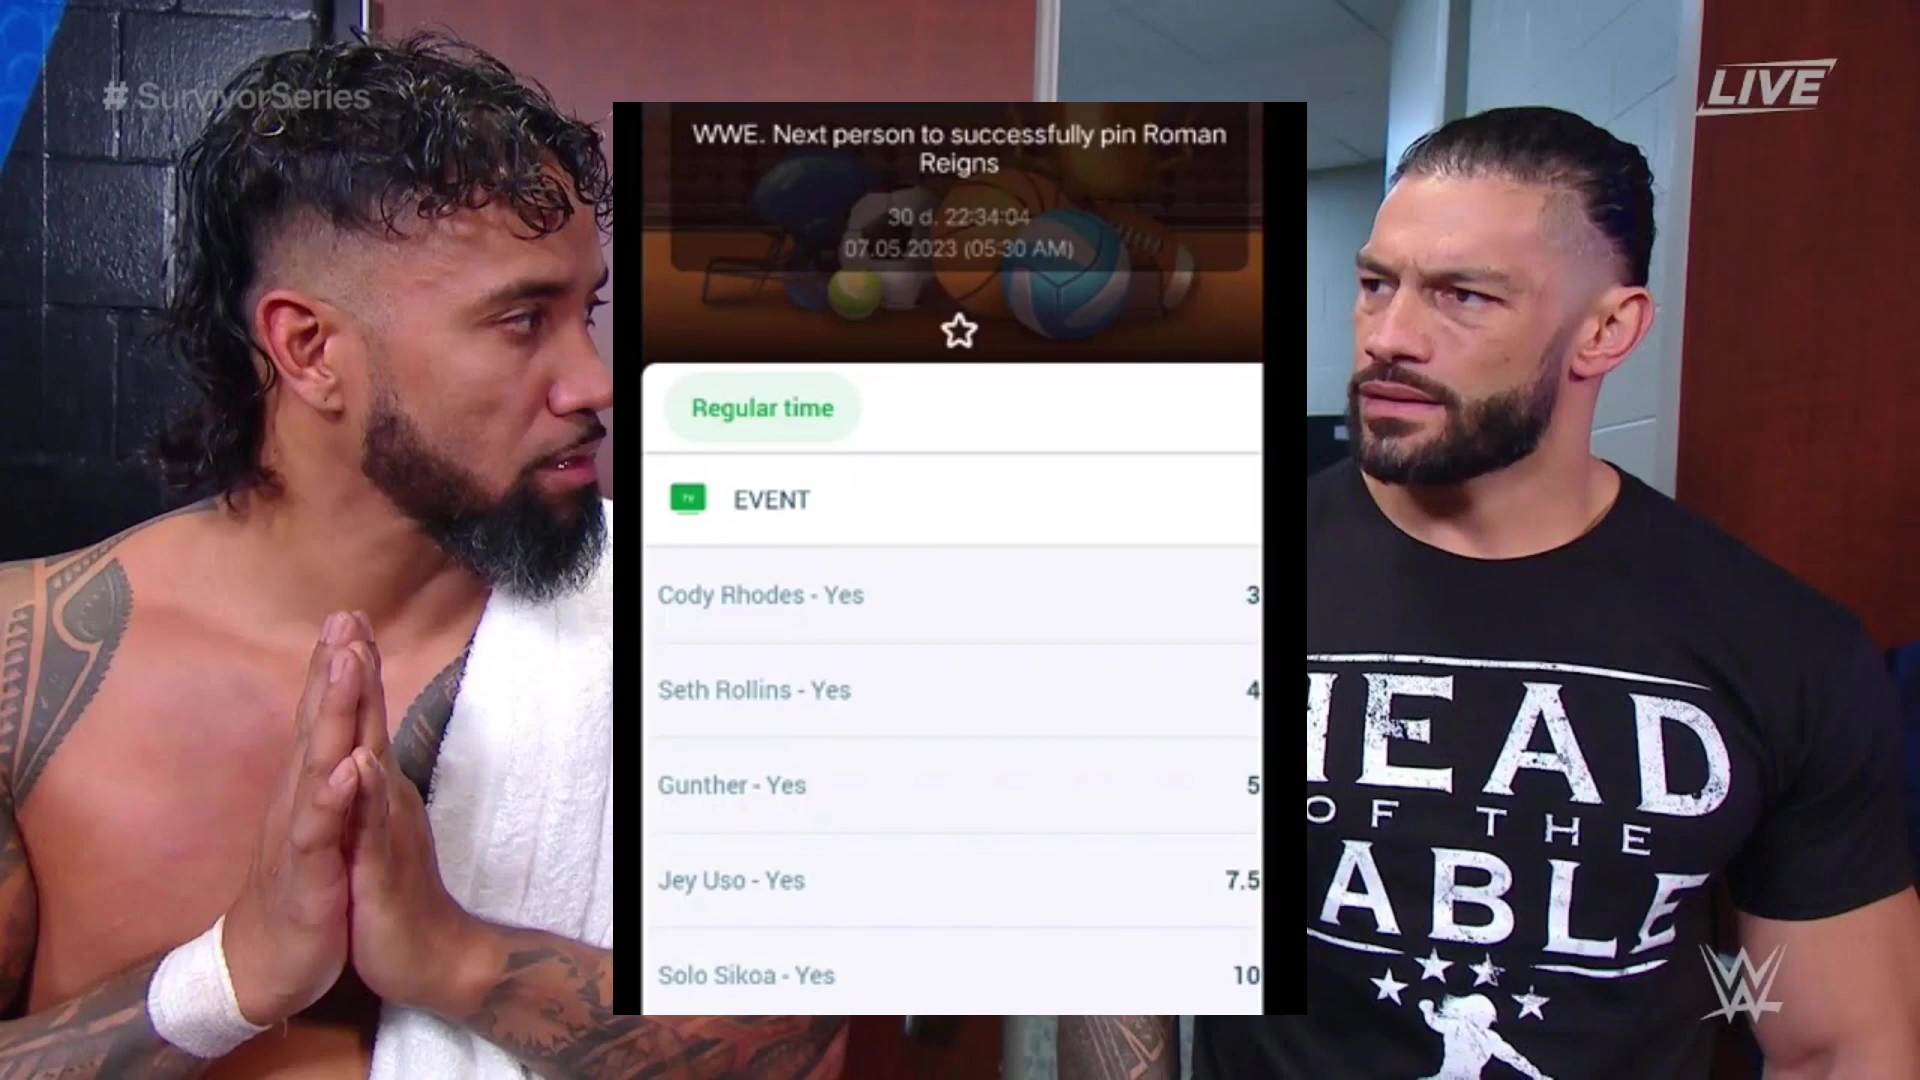 #SurvivorSeries
LIVE
WWE. Next person to successfully pin Roman
Reigns
30 d. 22:34:04
07.05.2023 (05:30 AM)
Regular time
TV
EVENT
Cody Rhodes - Yes
3
Seth Rollins - Yes
4
Gunther - Yes
5
Jey Uso - Yes
7.5
Solo Sikoa - Yes
10
HEAD
OF THE
ABLE
W